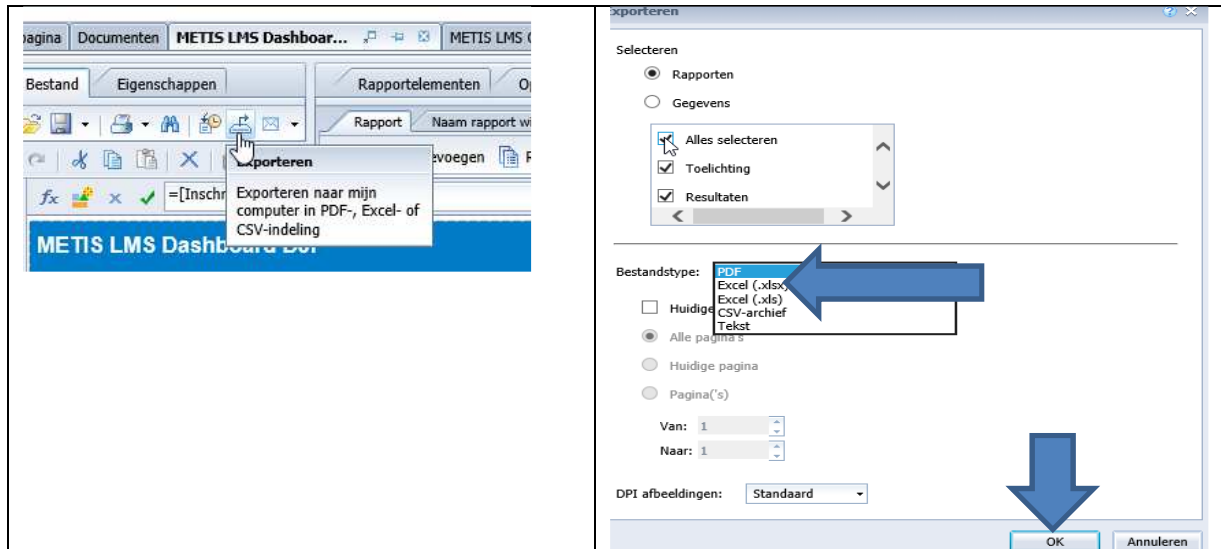 pagina Documenten METIS LMS Dashboar... METIS LMS
Bestand Eigenschappen Rapportelementen
Rapport Naam rapport
evoegen
Exporteren
=[Inschr
Exporteren naar mijn
computer in PDF-, Excel- of
CSV-indeling
METIS LMS Dashboard
Exporteren
Selecteren
Rapporten
Gegevens
Alles selecteren
Toelichting
Resultaten
Bestandstype: PDF
Excel (.xlsx)
Excel (.xls)
CSV-archief
Tekst
Huidige
Alle pagina's
Huidige pagina
Pagina('s)
Van: 1
Naar: 1
DPI afbeeldingen: Standaard
OK Annuleren